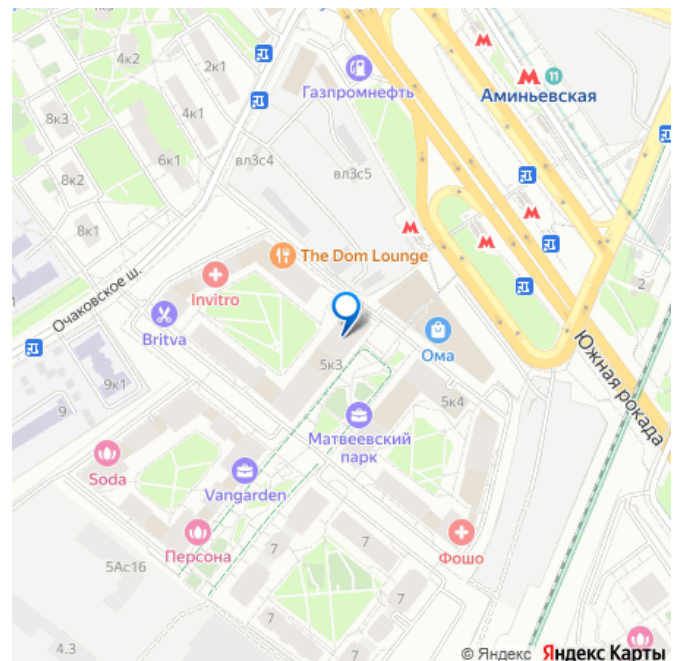 4к2
2к1
Газпромнефть
М
М
М 11
Аминьевская
8к3
4к1
6к1
вл3с4
вл3с5
8к2
8к1
М
М
М
The Dom Lounge
Invitro
Очаковское ш.
2
Britva
Ома
5к3
Южная рокада
9к1
9
5к4
Матвеевский
парк
Soda
Vangarden
Персона
Фошо
7
7
7
5Ас16
4.3
© Яндекс Яндекс Карты